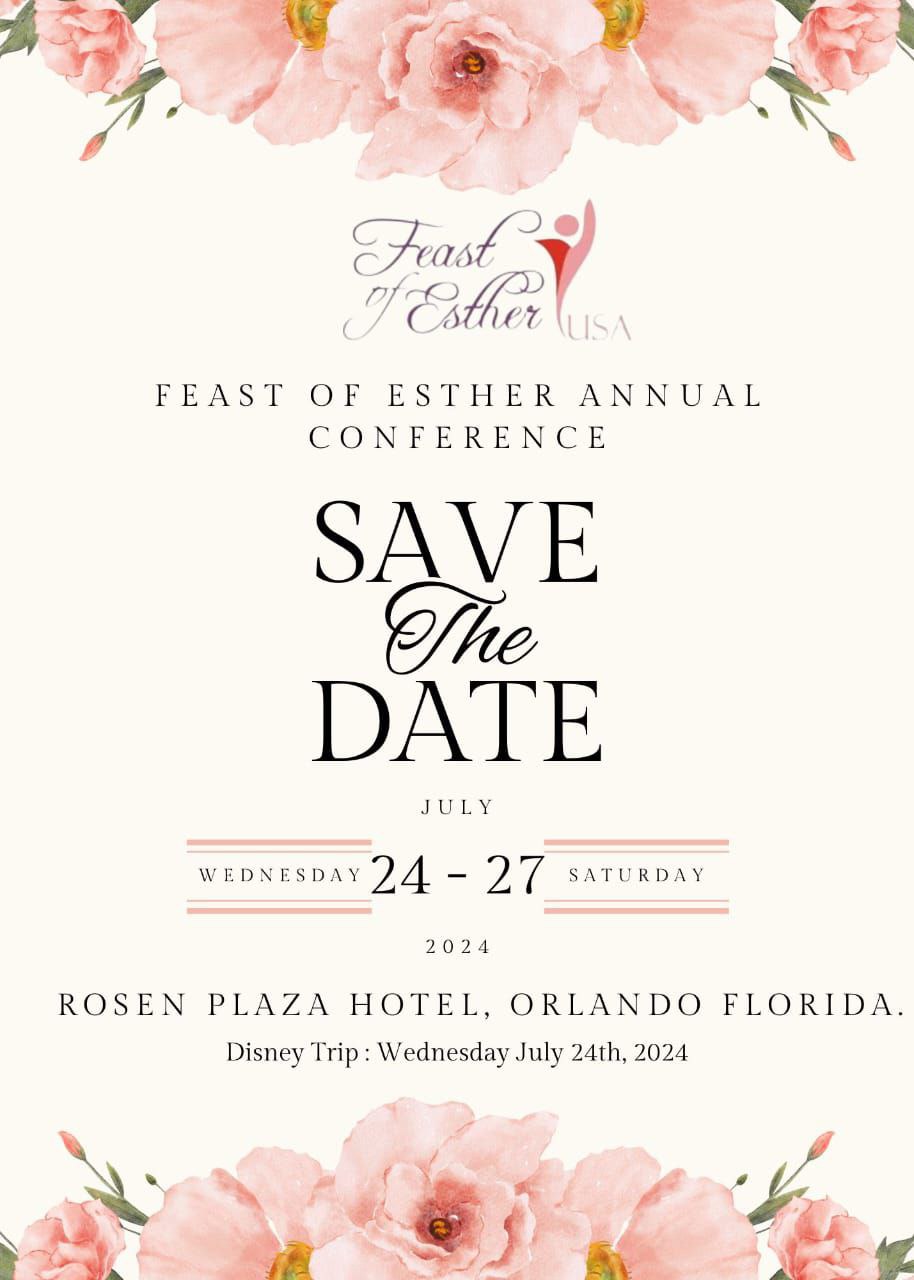 Feast
of Esther USA
FEAST OF ESTHER ANNUAL
CONFERENCE
SAVE
The
DATE
JULY
WEDNESDAY 24 - 27 SATURDAY
2024
ROSEN PLAZA HOTEL, ORLANDO FLORIDA.
Disney Trip : Wednesday July 24th, 2024